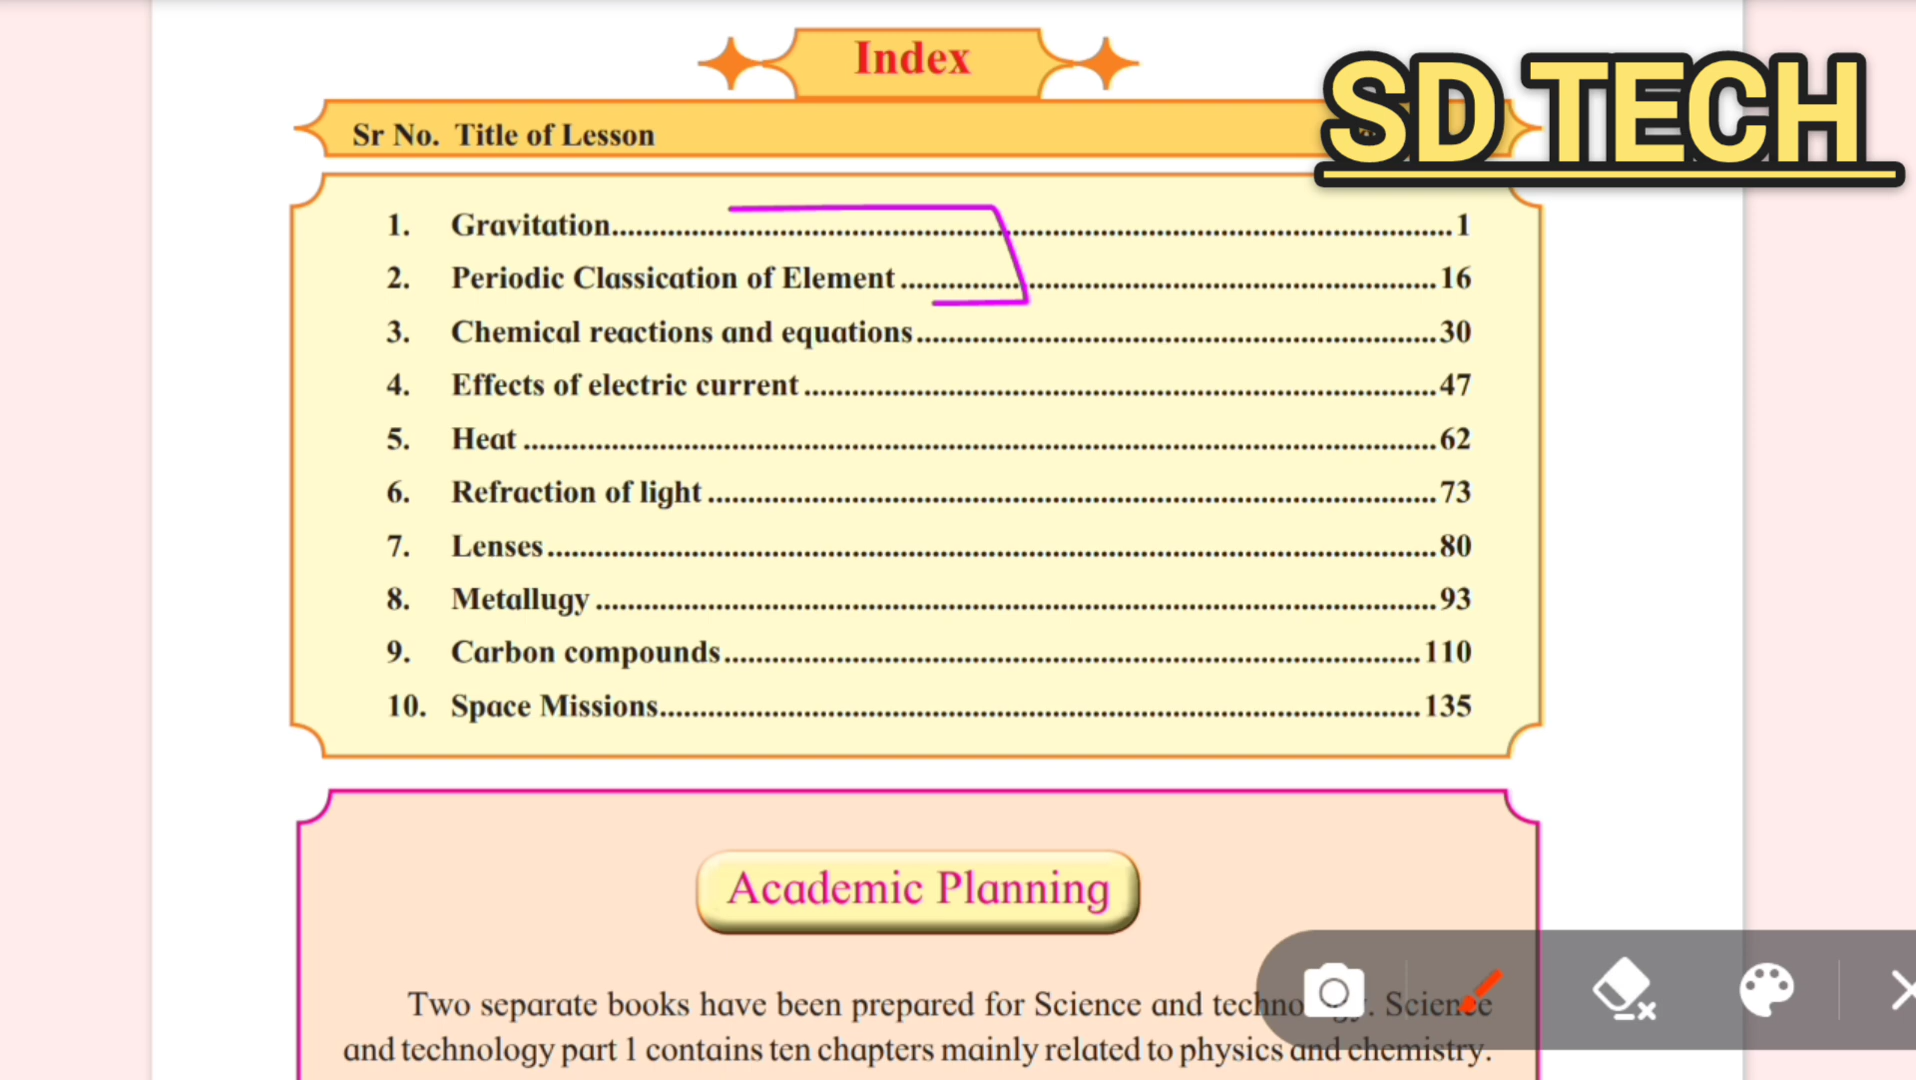 Index
SD TECH
Sr No. Title of Lesson
1. Gravitation 1
2. Periodic Classication of Element 16
3. Chemical reactions and equations 30
4. Effects of electric current 47
5. Heat 62
6. Refraction of light 73
7. Lenses 80
8. Metallugy 93
9. Carbon compounds 110
10. Space Missions 135
Academic Planning
Two separate books have been prepared for Science and technology. Science
and technology part 1 contains ten chapters mainly related to physics and chemistry.